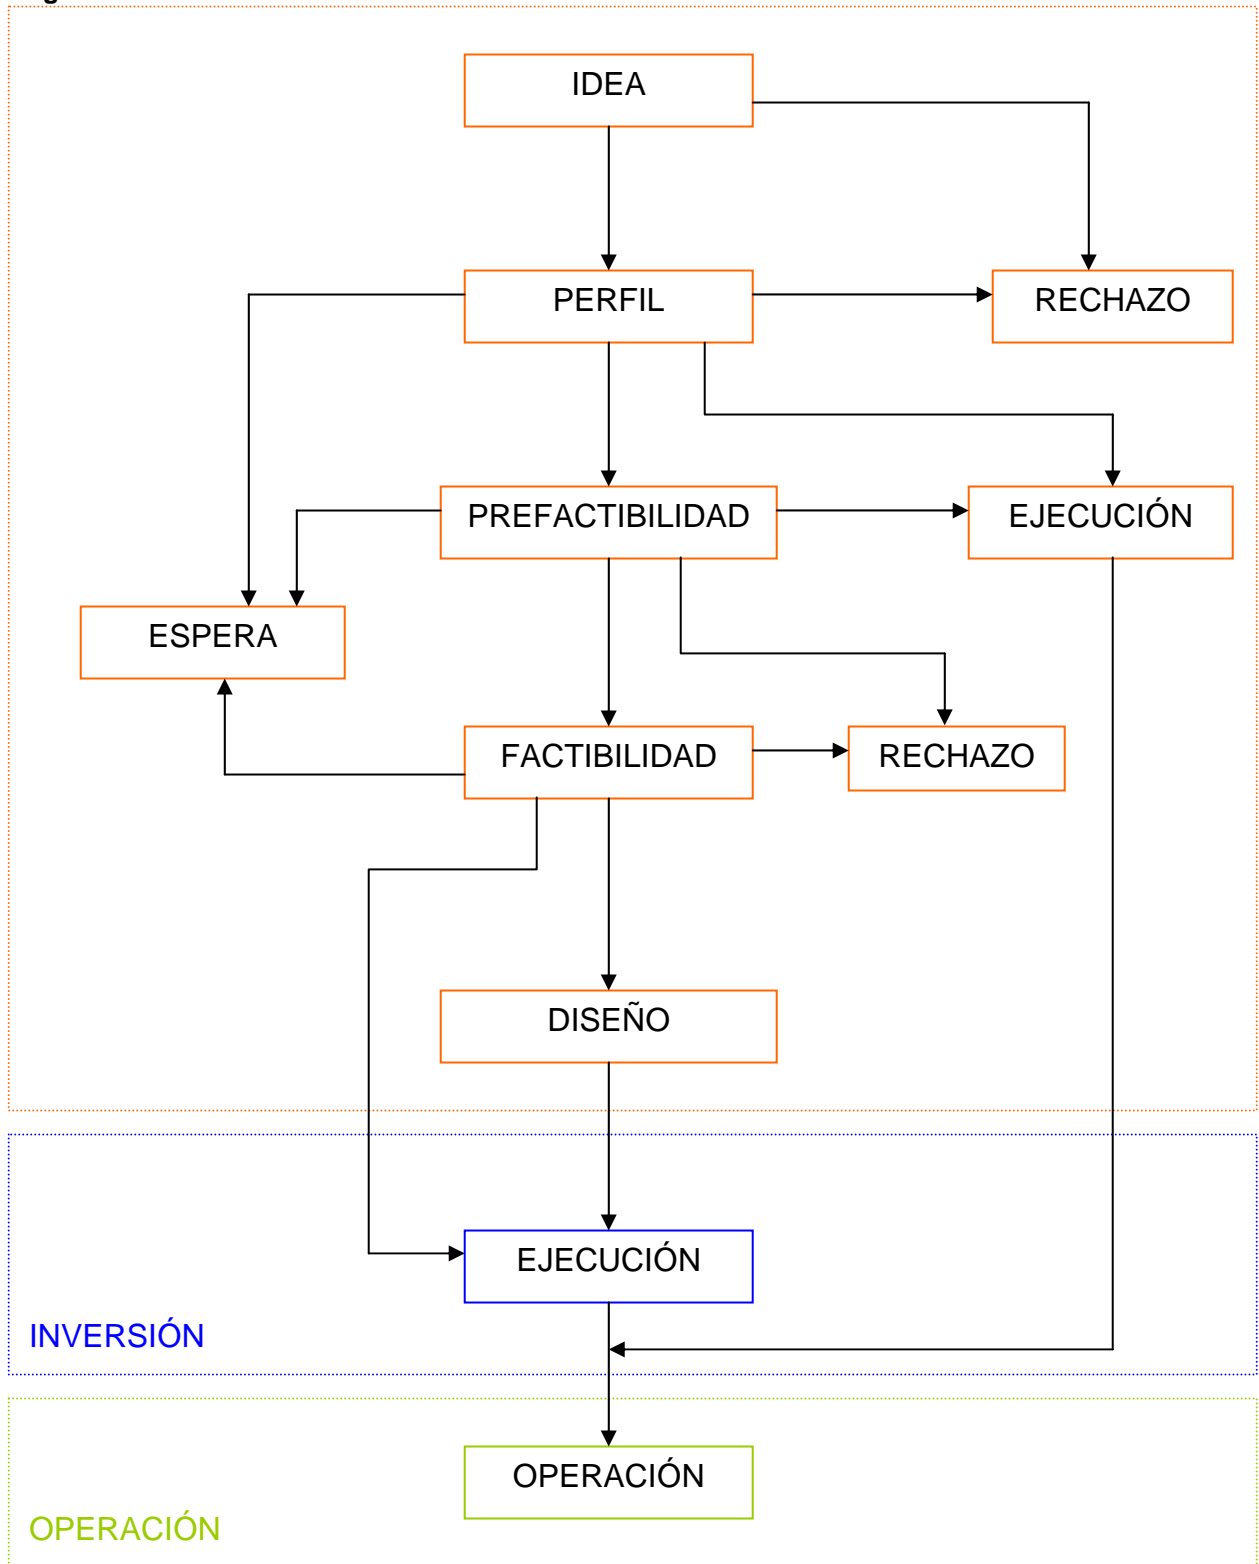 IDEA
PERFIL
RECHAZO
PREFACTIBILIDAD
EJECUCIÓN
ESPERA
FACTIBILIDAD
RECHAZO
DISEÑO
EJECUCIÓN
INVERSIÓN
OPERACIÓN
OPERACIÓN